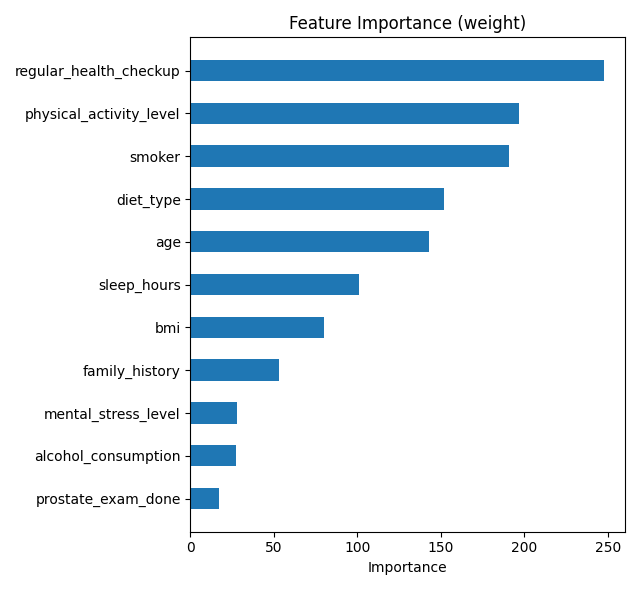 Feature Importance (weight)
regular_health_checkup
physical_activity_level
smoker
diet_type
age
sleep_hours
bmi
family_history
mental_stress_level
alcohol_consumption
prostate_exam_done
0 50 100 150 200 250
Importance